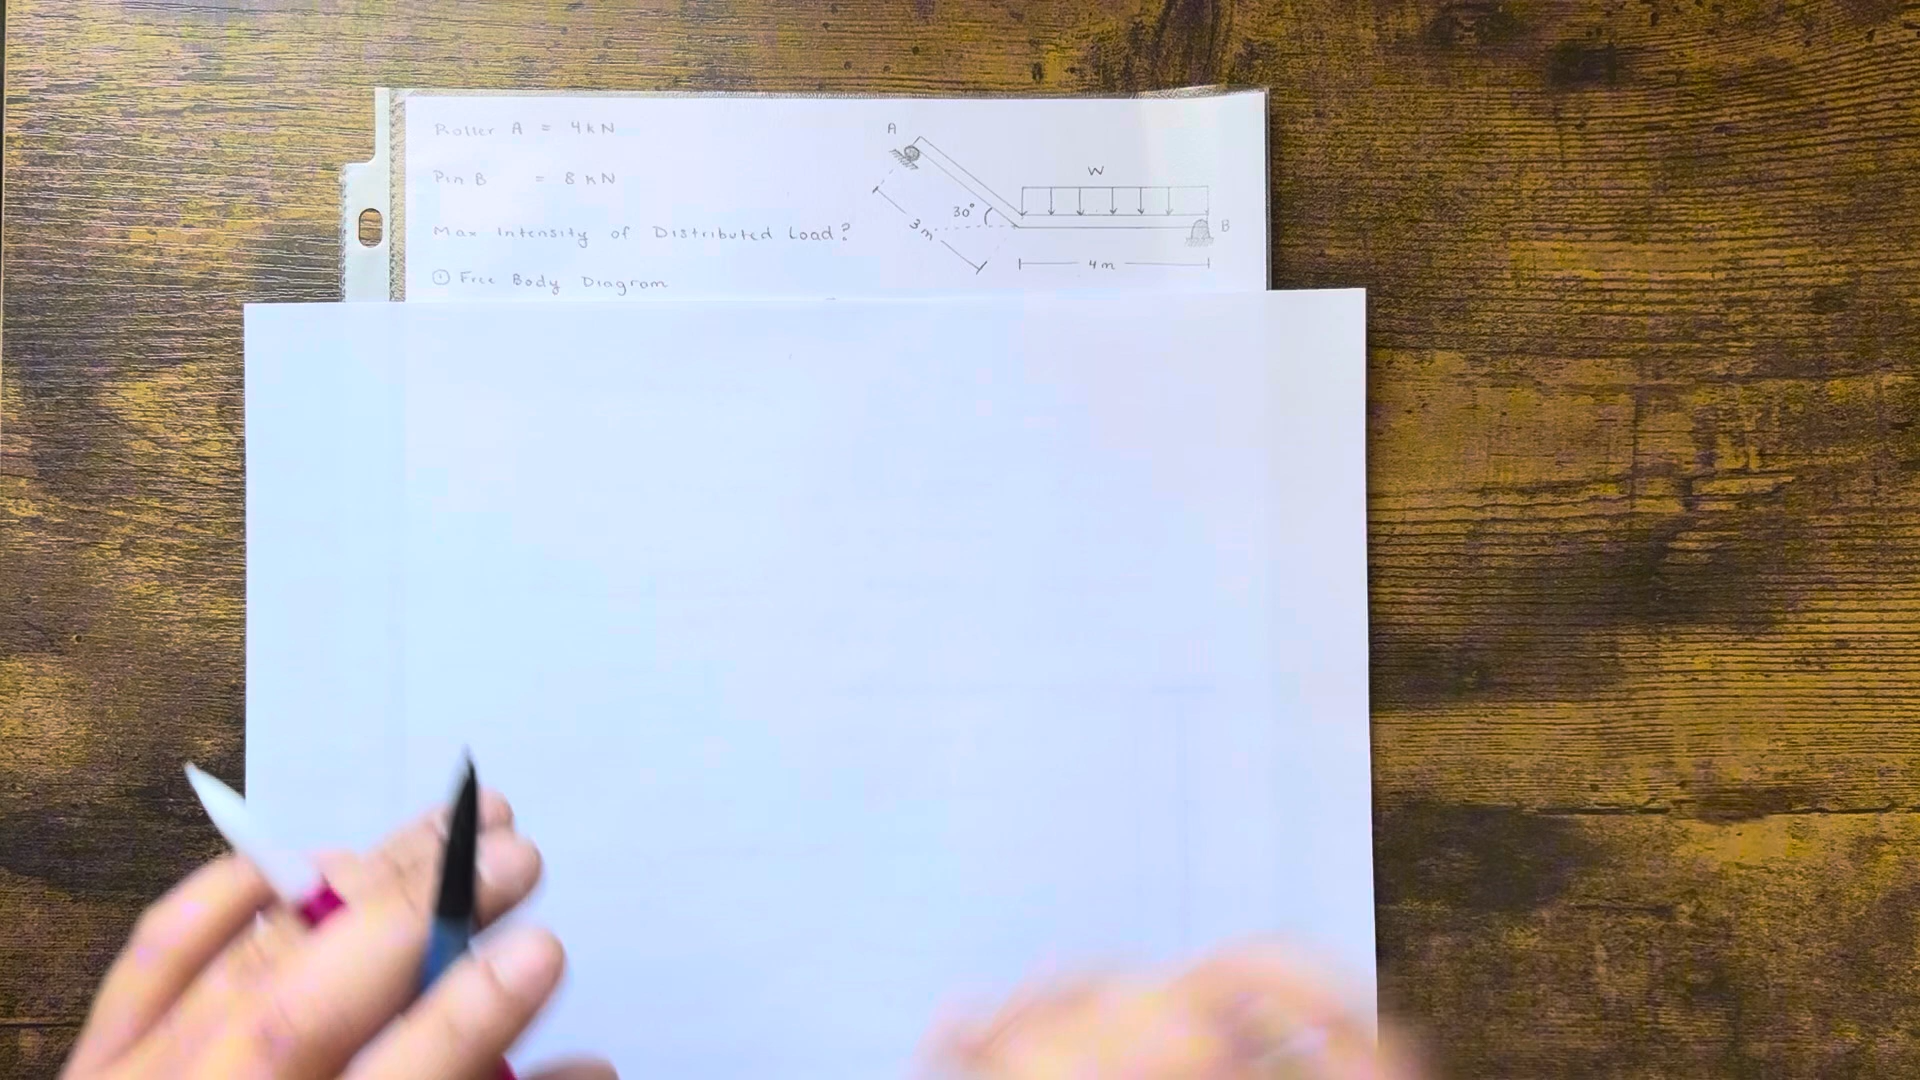 Roller A = 4 kN
Pin B = 8 kN
Max Intensity of Distributed Load?
① Free Body Diagram
A
W
30°
3 m
B
4 m